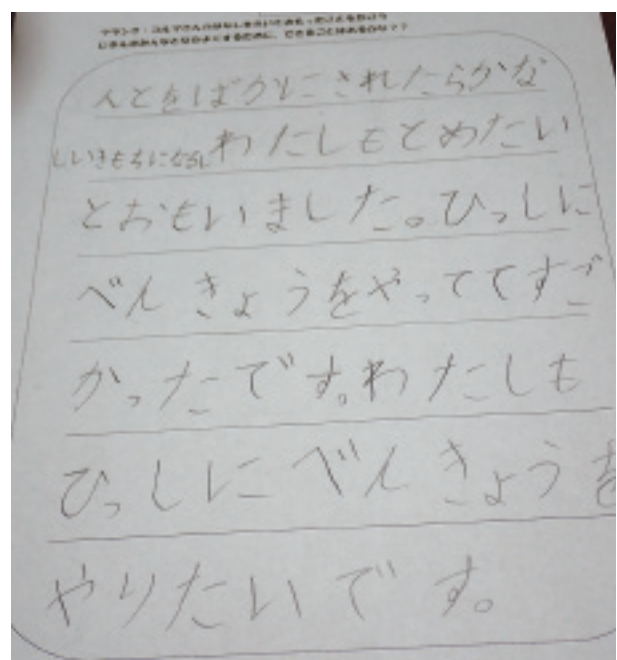 人とをばかにされたらかな
しいきもちになるしわたしもとめたい
とおもいました。ひっしに
べんきょうをやっててすご
かったです。わたしも
ひっしにべんきょうを
やりたいです。